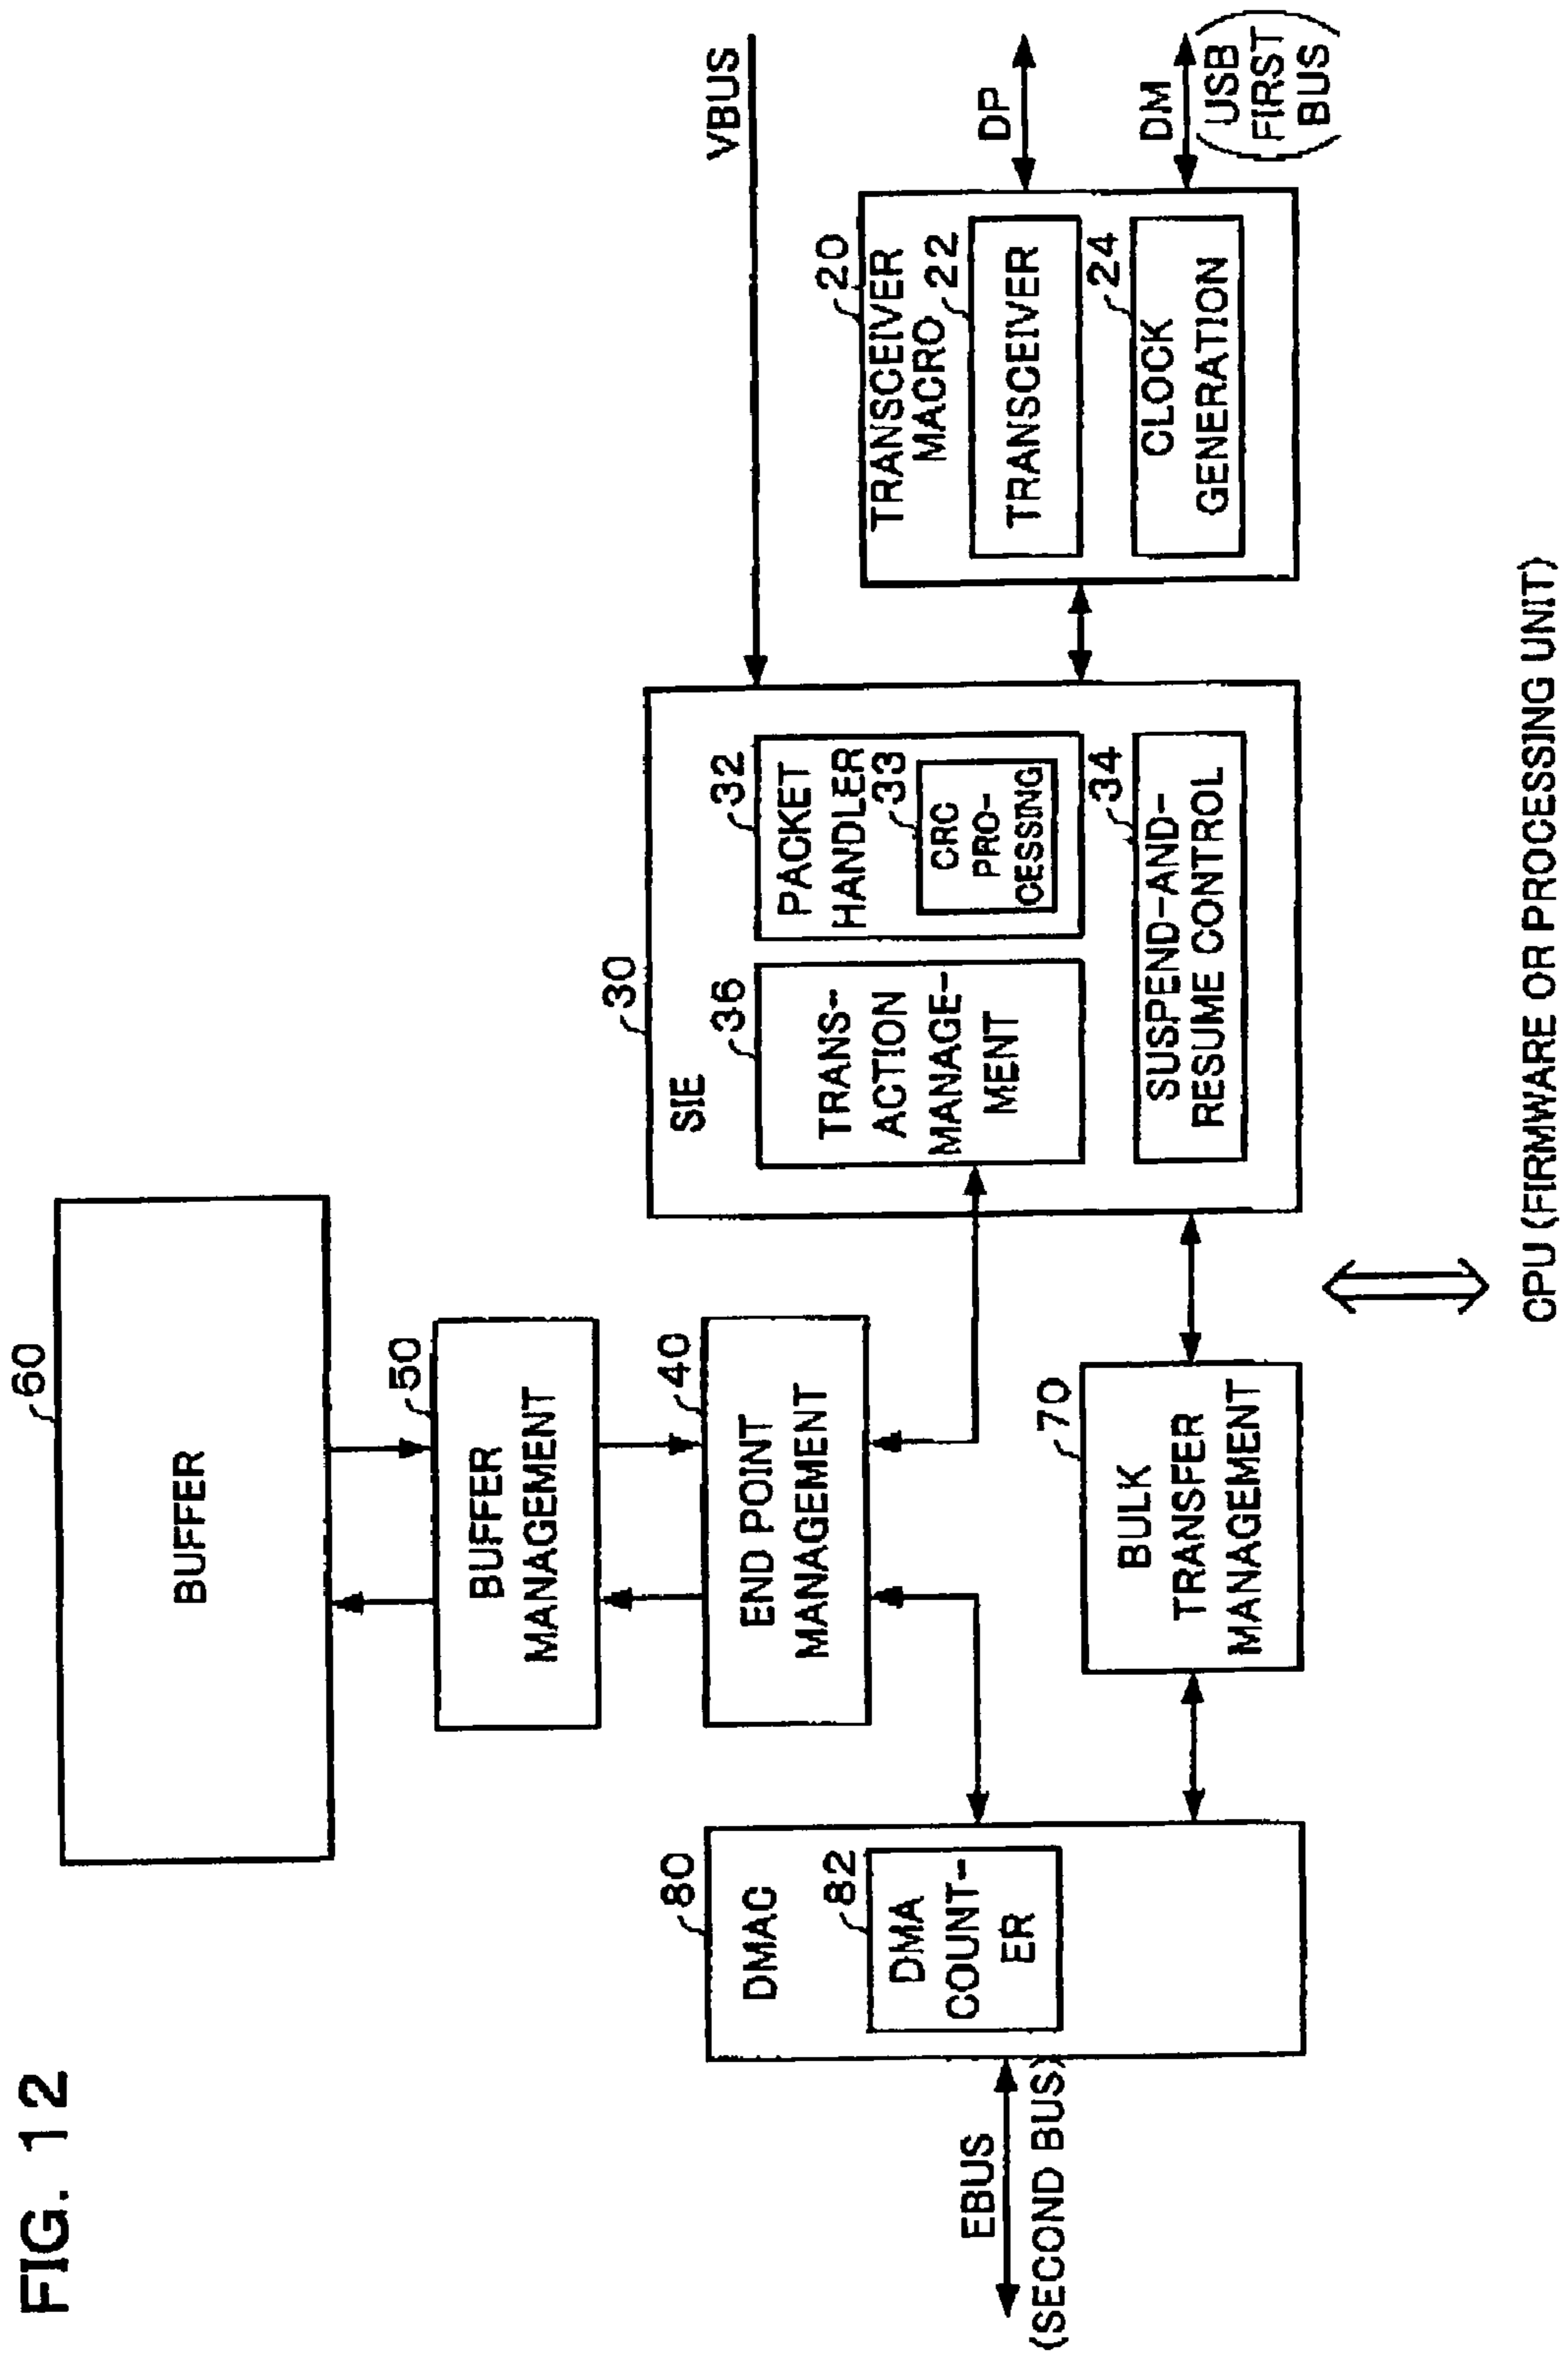 FIG. 12
60
BUFFER
50
BUFFER
MANAGEMENT
40
END POINT
MANAGEMENT
80
DMAC
82
DMA
COUNT-
ER
EBUS
(SECOND BUS)
70
BULK
TRANSFER
MANAGEMENT
30
SIE
36
TRANS-
ACTION
MANAGE-
MENT
32
PACKET
HANDLER
33
CRC
PRO-
CESSING
34
SUSPEND-AND-
RESUME CONTROL
VBUS
20
TRANSCEIVER
MACRO
22
TRANSCEIVER
24
CLOCK
GENERATION
DP
DM
(USB
FIRST
BUS)
CPU (FIRMWARE OR PROCESSING UNIT)